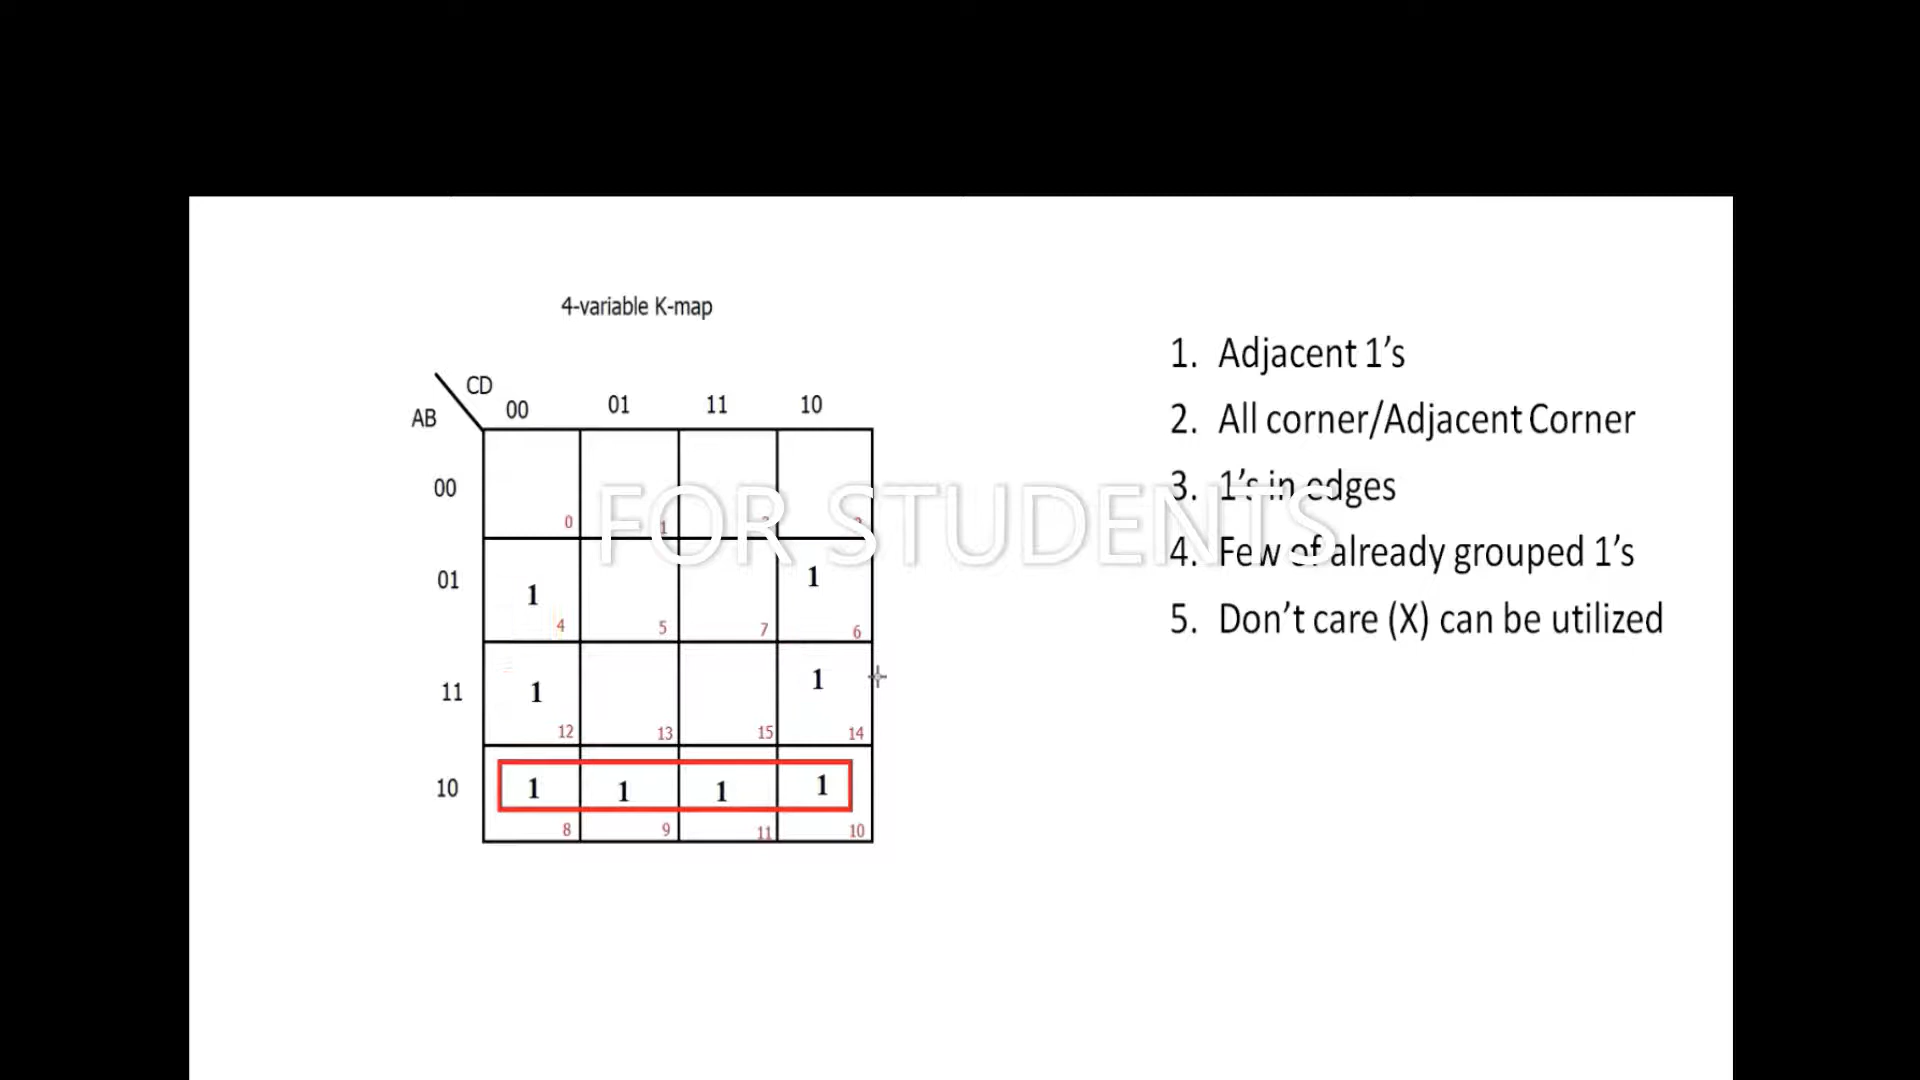 4-variable K-map
CD
AB
00 01 11 10
00
0 1
01
1 1
4 5 7 6
11
1 1
12 13 15 14
10
1 1 1 1
8 9 11 10
1. Adjacent 1's
2. All corner/Adjacent Corner
3. 1's in edges
4. Few of already grouped 1's
5. Don't care (X) can be utilized
FOR STUDENTS